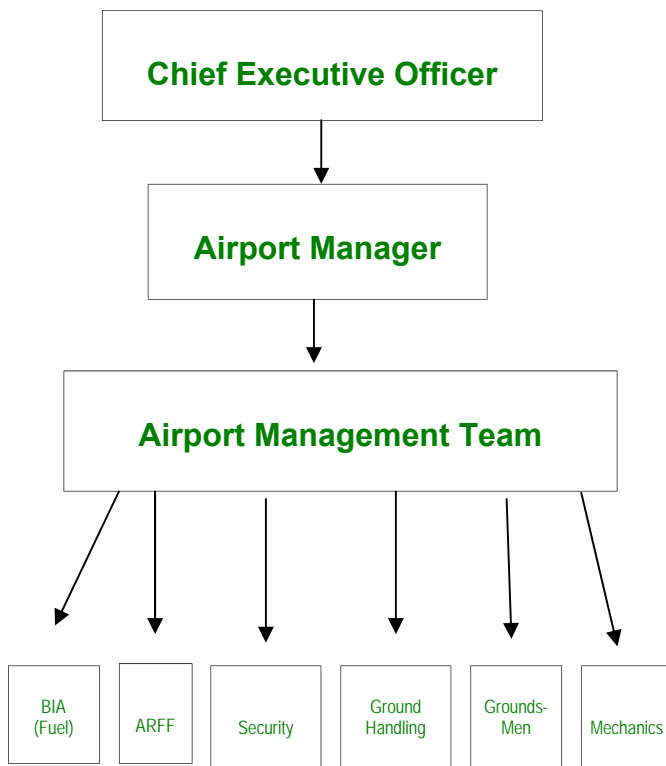 Chief Executive Officer
Airport Manager
Airport Management Team
BIA
(Fuel)
ARFF
Security
Ground
Handling
Grounds-
Men
Mechanics